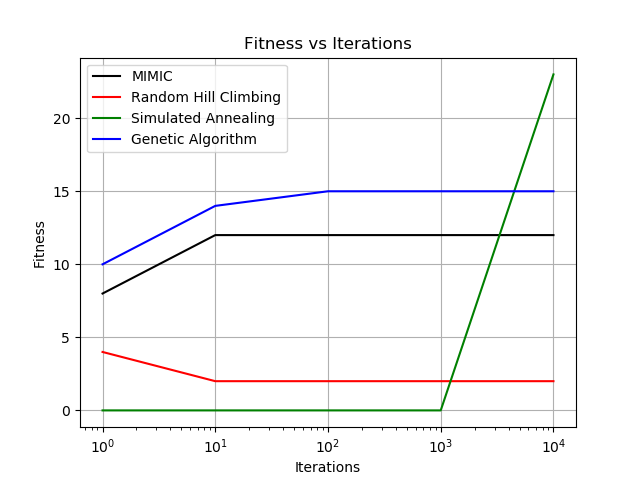 Fitness vs Iterations
MIMIC
Random Hill Climbing
Simulated Annealing
Genetic Algorithm
Fitness
20
15
10
5
0
10⁰ 10¹ 10² 10³ 10⁴
Iterations